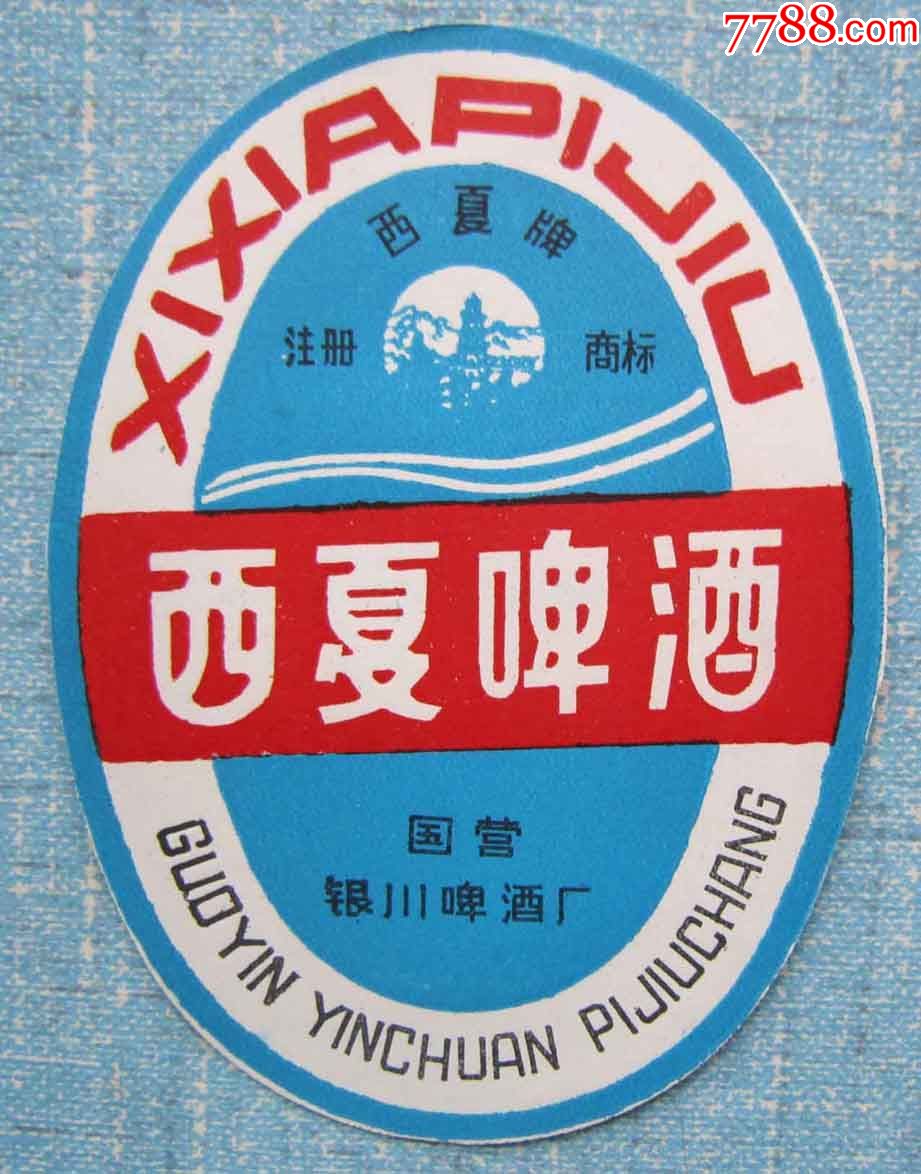 7788.com
XIXIAPIJIU
西夏牌
注册 商标
西夏啤酒
国营
银川啤酒厂
GUOYIN YINCHUAN PIJIUCHANG